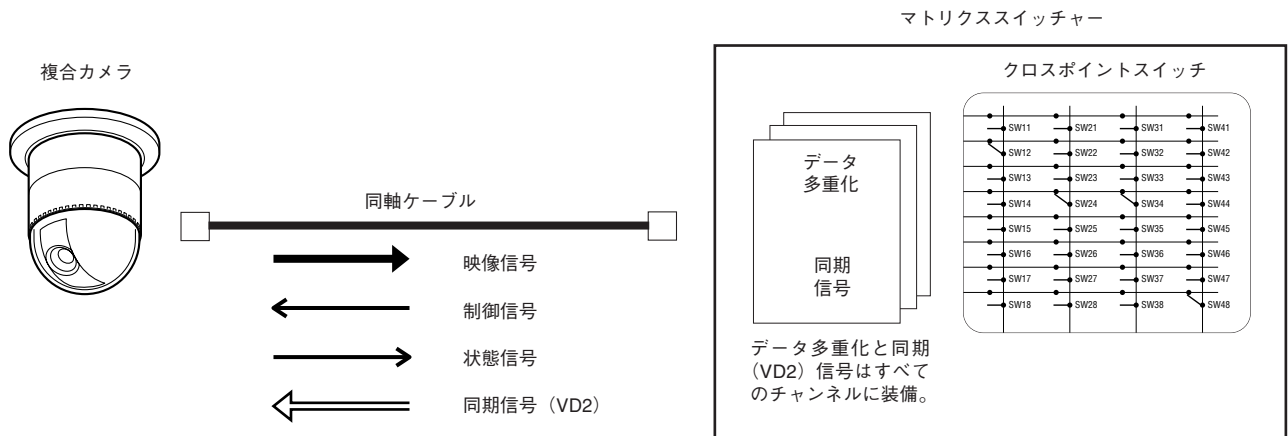 マトリクススイッチャー
複合カメラ
クロスポイントスイッチ
SW11 SW21 SW31 SW41
SW12 SW22 SW32 SW42
SW13 SW23 SW33 SW43
SW14 SW24 SW34 SW44
SW15 SW25 SW35 SW45
SW16 SW26 SW36 SW46
SW17 SW27 SW37 SW47
SW18 SW28 SW38 SW48
データ
多重化
同期
信号
データ多重化と同期
（VD2）信号はすべて
のチャンネルに装備。
同軸ケーブル
映像信号
制御信号
状態信号
同期信号（VD2）